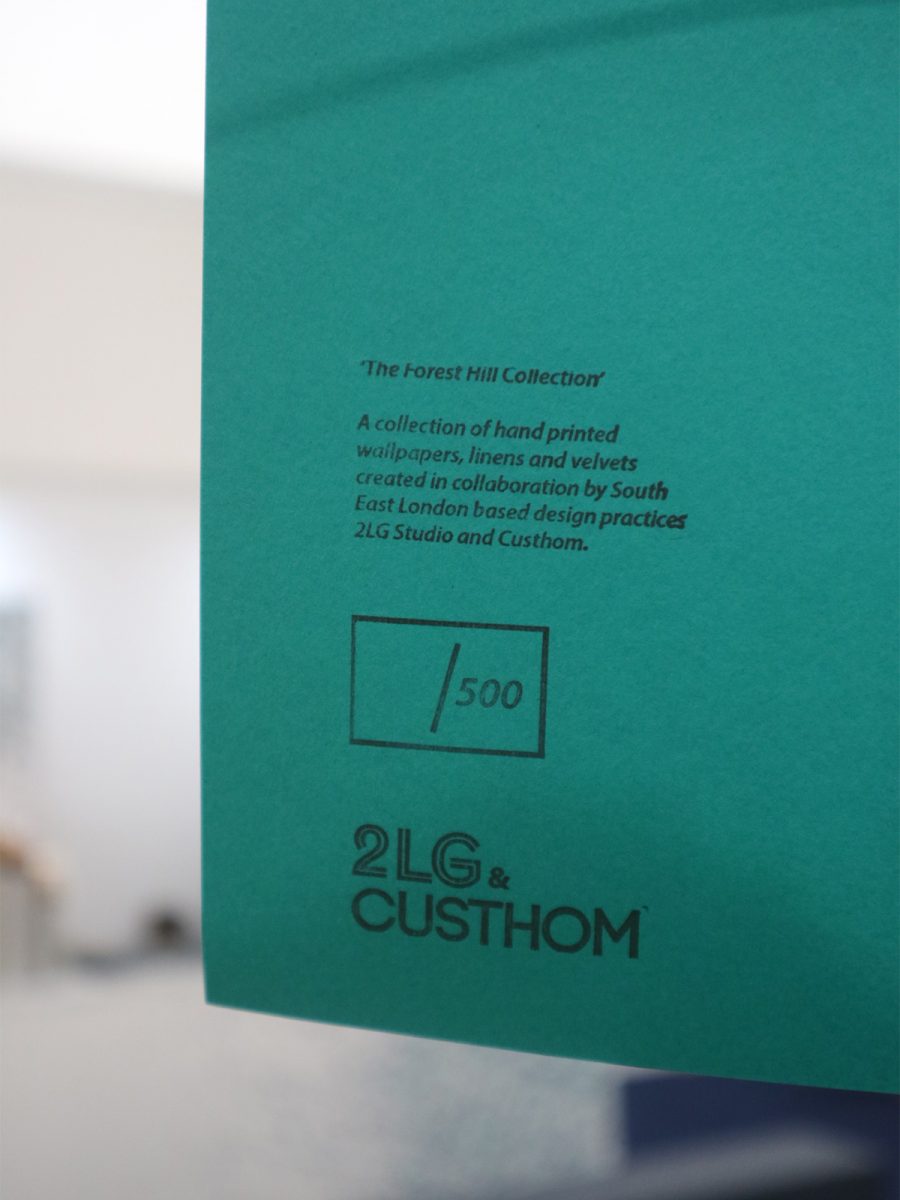 'The Forest Hill Collection'
A collection of hand printed
wallpapers, linens and velvets
created in collaboration by South
East London based design practices
2LG Studio and Custhom.
/500
2LG &
CUSTHOM